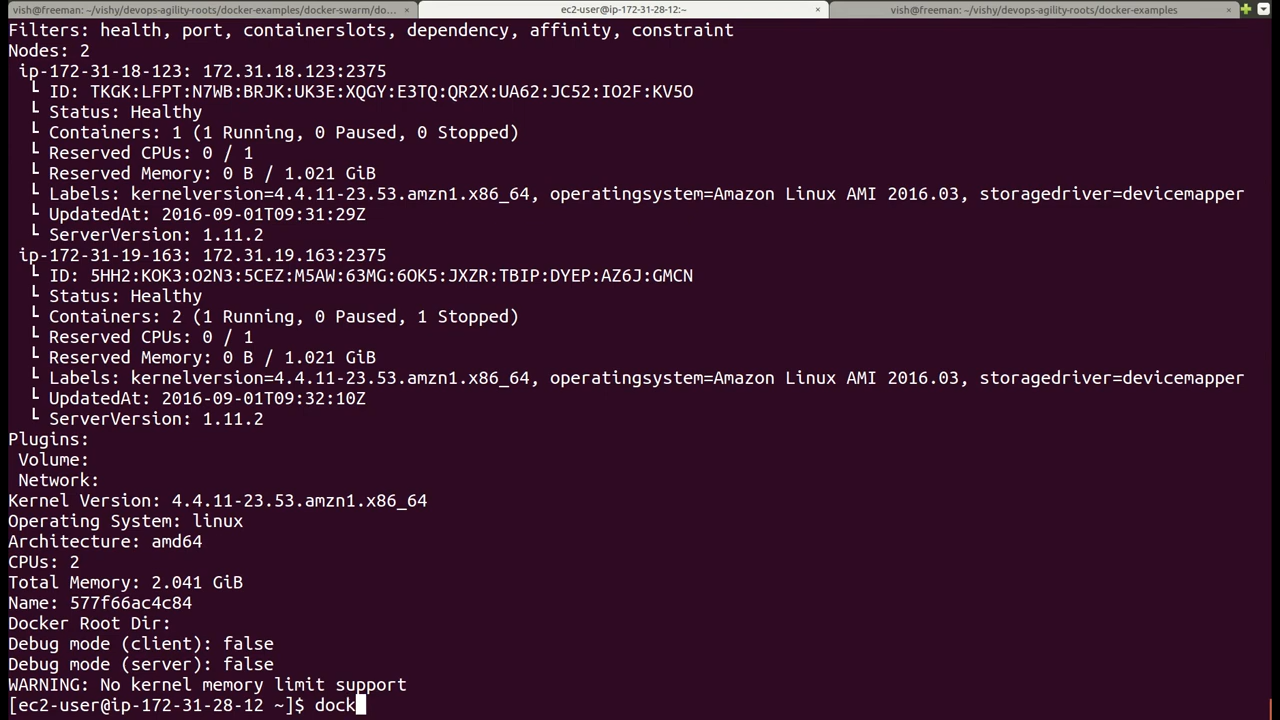 vish@freeman: ~/vishy/devops-agility-roots/docker-examples/docker-swarm/do... ×
ec2-user@ip-172-31-28-12:~ ×
vish@freeman: ~/vishy/devops-agility-roots/docker-examples ×
Filters: health, port, containerslots, dependency, affinity, constraint
Nodes: 2
ip-172-31-18-123: 172.31.18.123:2375
└ ID: TKGK:LFPT:N7WB:BRJK:UK3E:XQGY:E3TQ:QR2X:UA62:JC52:IO2F:KV5O
└ Status: Healthy
└ Containers: 1 (1 Running, 0 Paused, 0 Stopped)
└ Reserved CPUs: 0 / 1
└ Reserved Memory: 0 B / 1.021 GiB
└ Labels: kernelversion=4.4.11-23.53.amzn1.x86_64, operatingsystem=Amazon Linux AMI 2016.03, storagedriver=devicemapper
└ UpdatedAt: 2016-09-01T09:31:29Z
└ ServerVersion: 1.11.2
ip-172-31-19-163: 172.31.19.163:2375
└ ID: 5HH2:KOK3:O2N3:5CEZ:M5AW:63MG:6OK5:JXZR:TBIP:DYEP:AZ6J:GMCN
└ Status: Healthy
└ Containers: 2 (1 Running, 0 Paused, 1 Stopped)
└ Reserved CPUs: 0 / 1
└ Reserved Memory: 0 B / 1.021 GiB
└ Labels: kernelversion=4.4.11-23.53.amzn1.x86_64, operatingsystem=Amazon Linux AMI 2016.03, storagedriver=devicemapper
└ UpdatedAt: 2016-09-01T09:32:10Z
└ ServerVersion: 1.11.2
Plugins:
Volume:
Network:
Kernel Version: 4.4.11-23.53.amzn1.x86_64
Operating System: linux
Architecture: amd64
CPUs: 2
Total Memory: 2.041 GiB
Name: 577f66ac4c84
Docker Root Dir:
Debug mode (client): false
Debug mode (server): false
WARNING: No kernel memory limit support
[ec2-user@ip-172-31-28-12 ~]$ dock